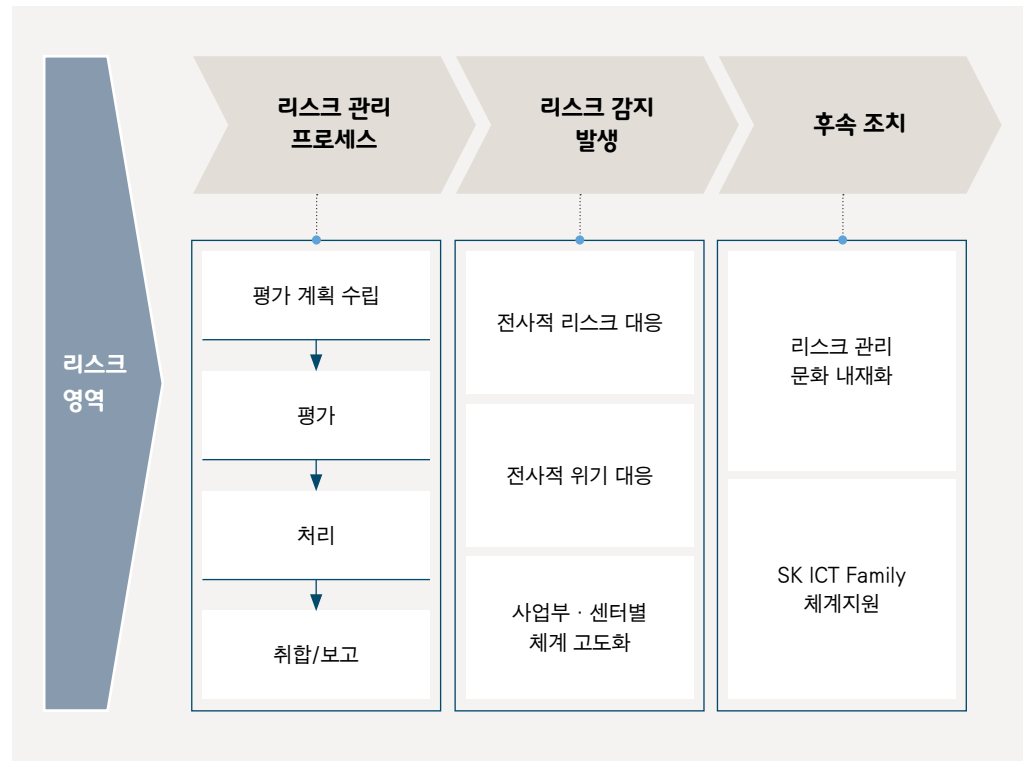 리스크
영역
리스크 관리
프로세스
평가 계획 수립
평가
처리
취합/보고
리스크 감지
발생
전사적 리스크 대응
전사적 위기 대응
사업부 · 센터별
체계 고도화
후속 조치
리스크 관리
문화 내재화
SK ICT Family
체계지원